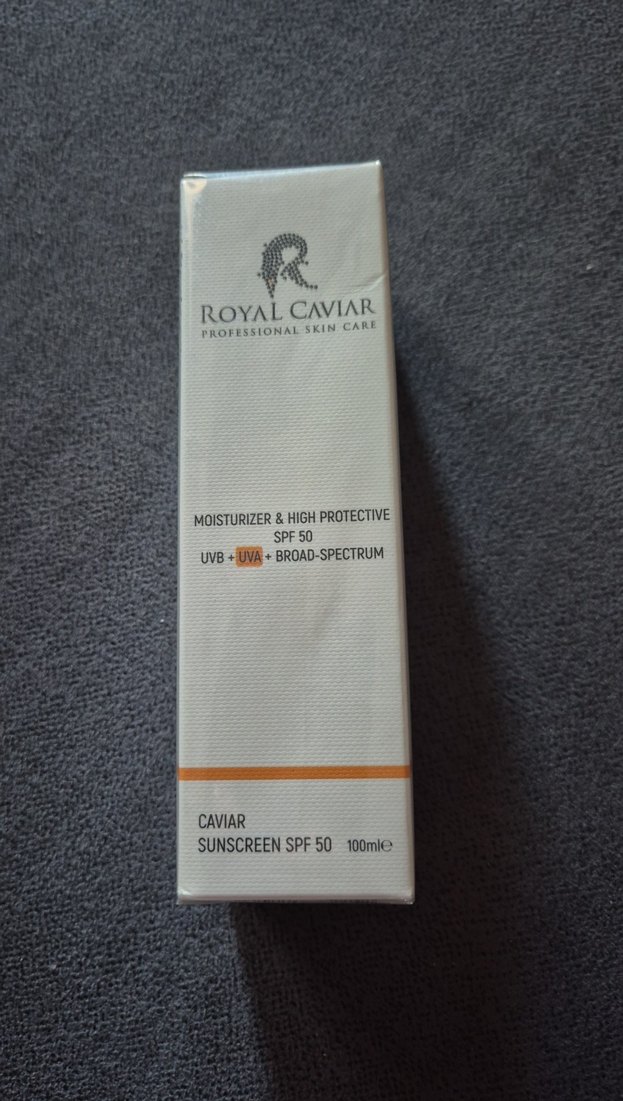 ROYAL CAVIAR
PROFESSIONAL SKIN CARE
MOISTURIZER & HIGH PROTECTIVE
SPF 50
UVB + UVA + BROAD-SPECTRUM
CAVIAR
SUNSCREEN SPF 50 100ml℮